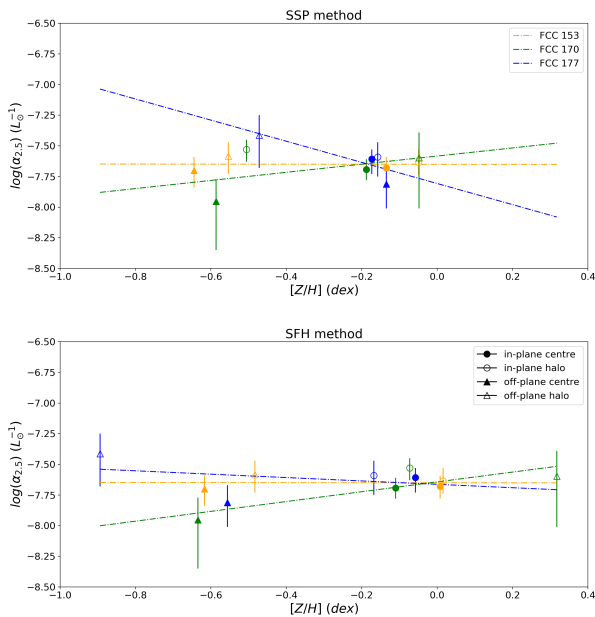 SSP method
log(α2.5) (L⊙^-1)
−6.50
−6.75
−7.00
−7.25
−7.50
−7.75
−8.00
−8.25
−8.50
FCC 153
FCC 170
FCC 177
−1.0 −0.8 −0.6 −0.4 −0.2 0.0 0.2 0.4
[Z/H] (dex)
SFH method
log(α2.5) (L⊙^-1)
−6.50
−6.75
−7.00
−7.25
−7.50
−7.75
−8.00
−8.25
−8.50
in-plane centre
in-plane halo
off-plane centre
off-plane halo
−1.0 −0.8 −0.6 −0.4 −0.2 0.0 0.2 0.4
[Z/H] (dex)